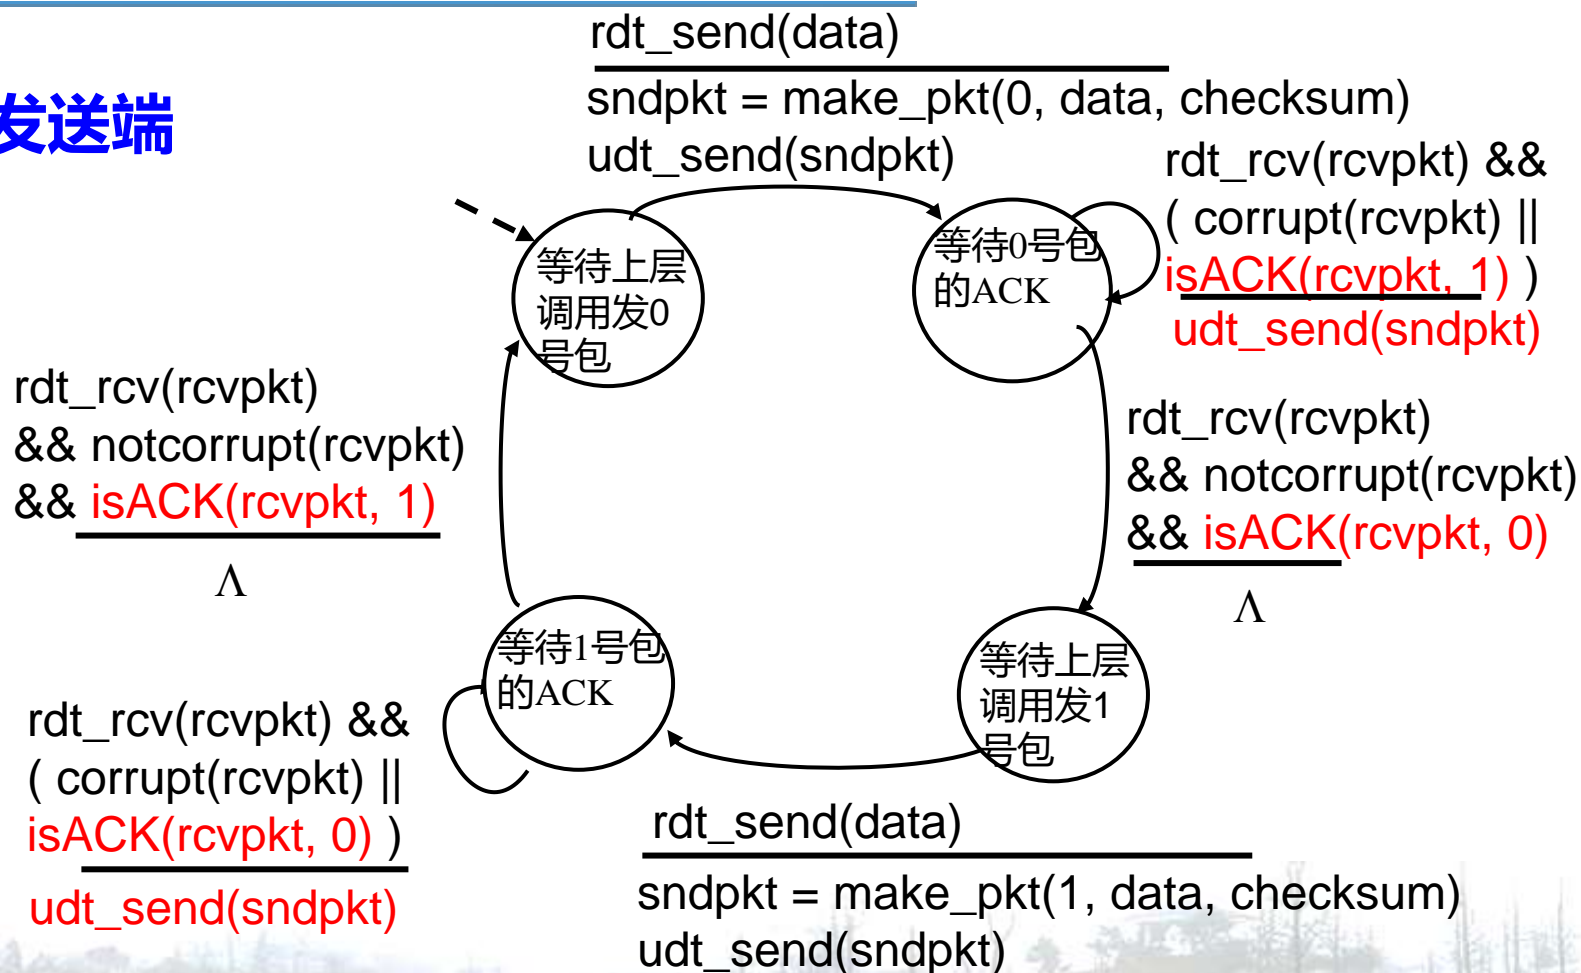 rdt_send(data)
sndpkt = make_pkt(0, data, checksum)
udt_send(sndpkt)
发送端
rdt_rcv(rcvpkt) &&
( corrupt(rcvpkt) ||
isACK(rcvpkt, 1) )
udt_send(sndpkt)
等待上层
调用发0
号包
等待0号包
的ACK
rdt_rcv(rcvpkt)
&& notcorrupt(rcvpkt)
&& isACK(rcvpkt, 1)
Λ
rdt_rcv(rcvpkt)
&& notcorrupt(rcvpkt)
&& isACK(rcvpkt, 0)
Λ
等待1号包
的ACK
等待上层
调用发1
号包
rdt_rcv(rcvpkt) &&
( corrupt(rcvpkt) ||
isACK(rcvpkt, 0) )
udt_send(sndpkt)
rdt_send(data)
sndpkt = make_pkt(1, data, checksum)
udt_send(sndpkt)